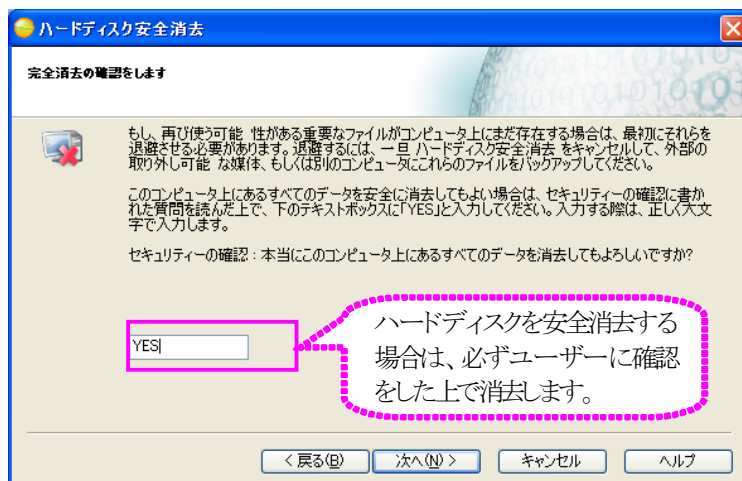 ハードディスク安全消去
完全消去の確認をします
もし、再び使う可能 性がある重要なファイルがコンピュータ上にまだ存在する場合は、最初にそれらを
退避させる必要があります。退避するには、一旦 ハードディスク安全消去 をキャンセルして、外部の
取り外し可能 な媒体、もしくは別のコンピュータにこれらのファイルをバックアップしてください。
このコンピュータ上にあるすべてのデータを安全に消去してもよい場合は、セキュリティーの確認に書か
れた質問を読んだ上で、下のテキストボックスに「YES」と入力してください。入力する際は、正しく大文
字で入力します。
セキュリティーの確認 : 本当にこのコンピュータ上にあるすべてのデータを消去してもよろしいですか?
YES
ハードディスクを安全消去する
場合は、必ずユーザーに確認
をした上で消去します。
< 戻る(B) 次へ(N) > キャンセル ヘルプ